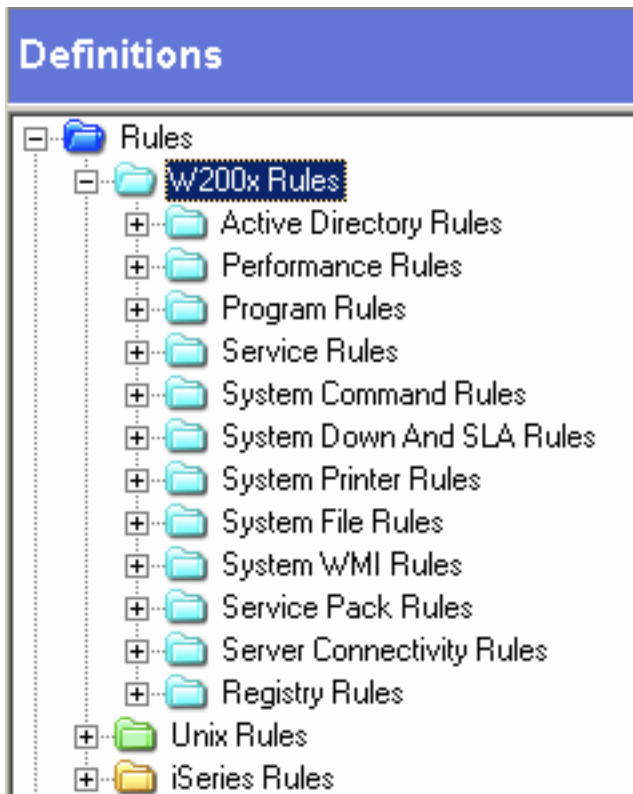 Definitions
Rules
W200x Rules
Active Directory Rules
Performance Rules
Program Rules
Service Rules
System Command Rules
System Down And SLA Rules
System Printer Rules
System File Rules
System WMI Rules
Service Pack Rules
Server Connectivity Rules
Registry Rules
Unix Rules
iSeries Rules